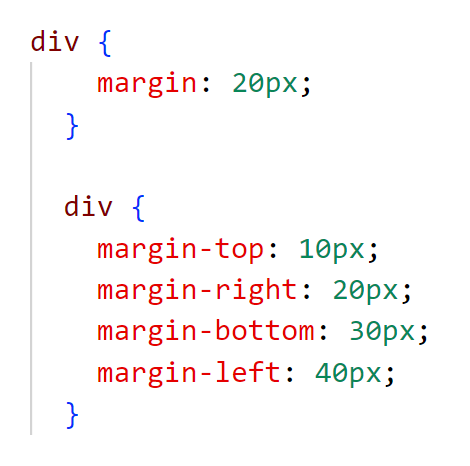 div {
    margin: 20px;
  }

  div {
    margin-top: 10px;
    margin-right: 20px;
    margin-bottom: 30px;
    margin-left: 40px;
  }